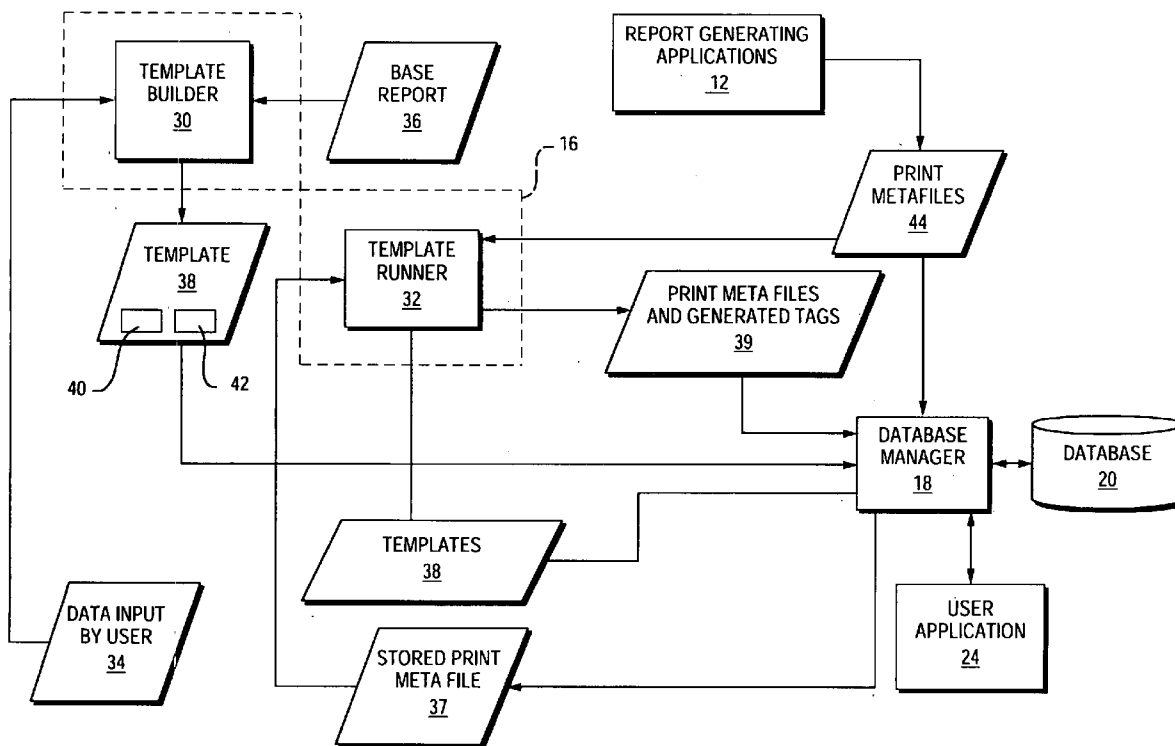 TEMPLATE
BUILDER
30
BASE
REPORT
36
REPORT GENERATING
APPLICATIONS
12
16
PRINT
METAFILES
44
TEMPLATE
38
40
42
TEMPLATE
RUNNER
32
PRINT META FILES
AND GENERATED TAGS
39
DATABASE
MANAGER
18
DATABASE
20
TEMPLATES
38
DATA INPUT
BY USER
34
STORED PRINT
META FILE
37
USER
APPLICATION
24